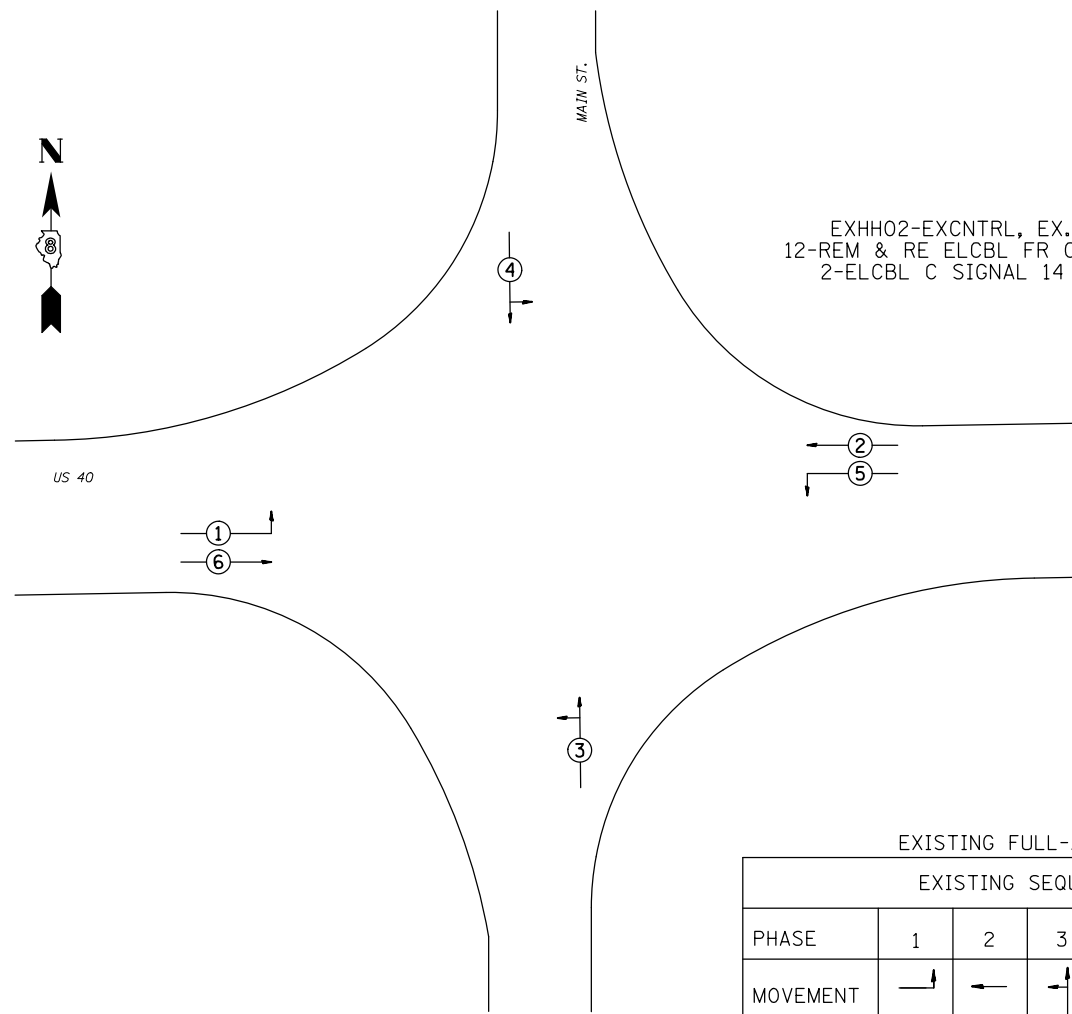 MAIN ST.
N
8
EXHH02-EXCNTRL, EX.
12-REM & RE ELCBL FR C
2-ELCBL C SIGNAL 14
4
2
5
US 40
1
6
3
EXISTING FULL-
EXISTING SEQU
PHASE 1 2 3
MOVEMENT